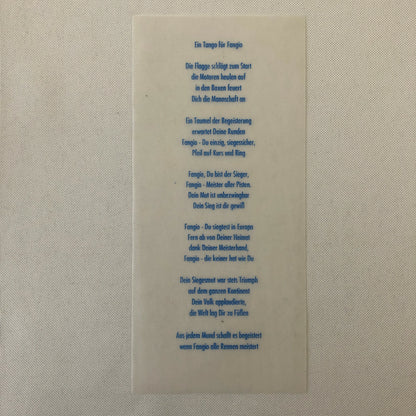 Ein Tango für Fangio
Die Flagge schlägt zum Start
die Motoren heulen auf
in den Boxen feuert
Dich die Mannschaft an
Ein Taumel der Begeisterung
erwartet Deine Runden
Fangio - Du einzig, siegessicher,
Pfeil auf Kurs und Ring
Fangio, Du bist der Sieger,
Fangio - Meister aller Pisten.
Dein Mut ist unbezwingbar
Dein Sieg ist dir gewiß
Fangio - Du siegtest in Europa
Fern ab von Deiner Heimat
dank Deiner Meisterhand,
Fangio - die keiner hat wie Du
Dein Siegesmut war stets Triumph
auf dem ganzen Kontinent
Dein Volk applaudierte,
die Welt lag Dir zu Füßen
Aus jedem Mund schallt es begeistert
wenn Fangio alle Rennen meistert